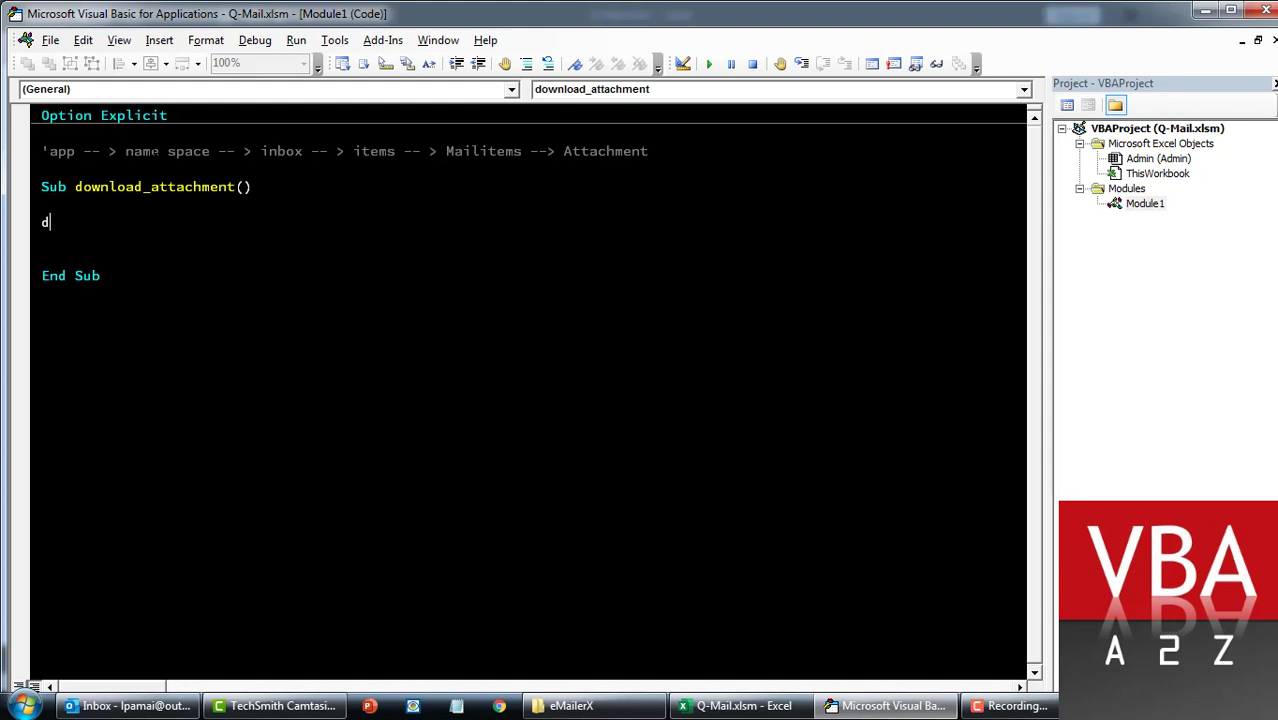 Microsoft Visual Basic for Applications - Q-Mail.xlsm - [Module1 (Code)]
File Edit View Insert Format Debug Run Tools Add-Ins Window Help
100%
(General) download_attachment
Project - VBAProject
Option Explicit
'app -- > name space -- > inbox -- > items -- > Mailitems --> Attachment
Sub download_attachment()
d
End Sub
VBAProject (Q-Mail.xlsm)
Microsoft Excel Objects
Admin (Admin)
ThisWorkbook
Modules
Module1
VBA
A 2 Z
Inbox - lpamai@out... TechSmith Camtasi... eMailerX Q-Mail.xlsm - Excel Microsoft Visual Ba... Recording...